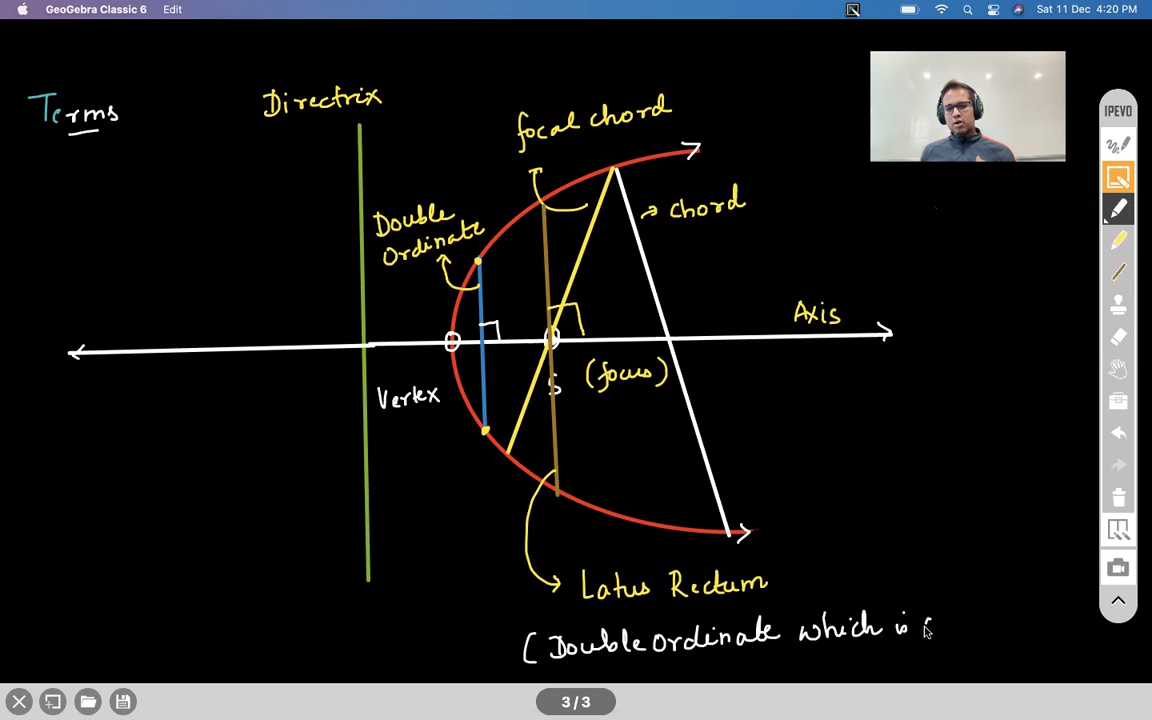 GeoGebra Classic 6 Edit Sat 11 Dec 4:20 PM
Terms
Directrix
focal chord
IPEVO
Double
Ordinate
chord
Axis
Vertex
S
(focus)
Latus Rectum
(Double ordinate which is
3/3